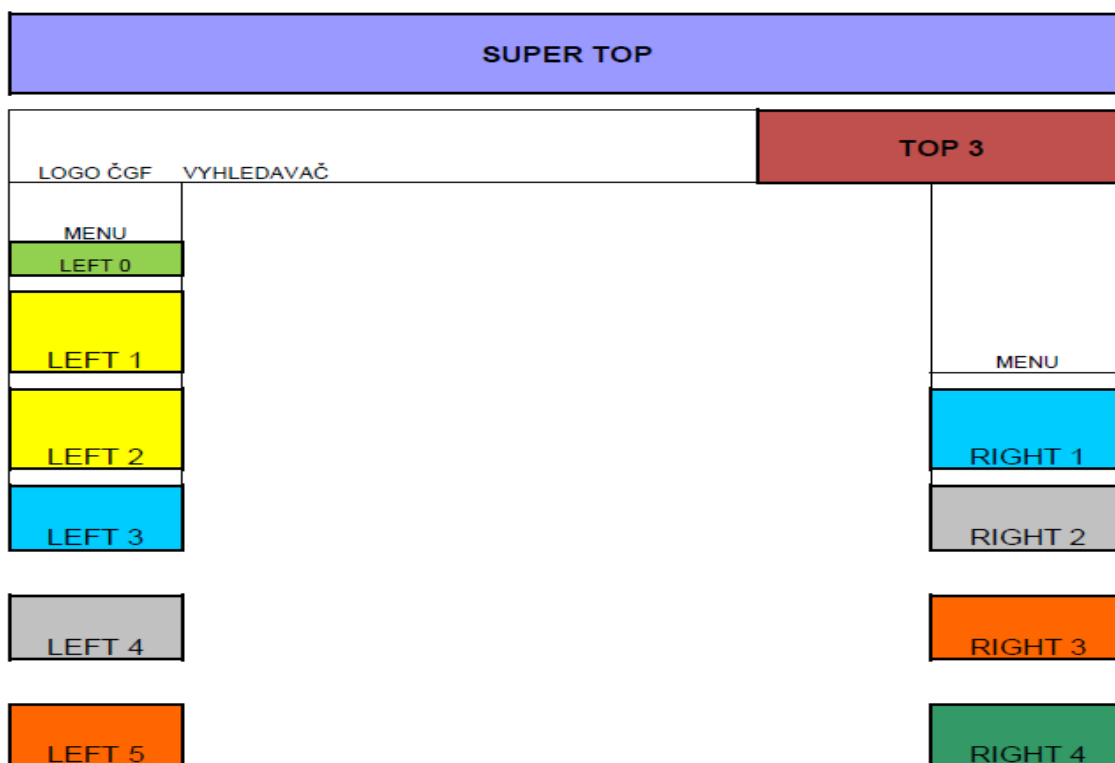 SUPER TOP
TOP 3
LOGO ČGF VYHLEDAVAČ
MENU
LEFT 0
LEFT 1
MENU
LEFT 2
RIGHT 1
LEFT 3
RIGHT 2
LEFT 4
RIGHT 3
LEFT 5
RIGHT 4